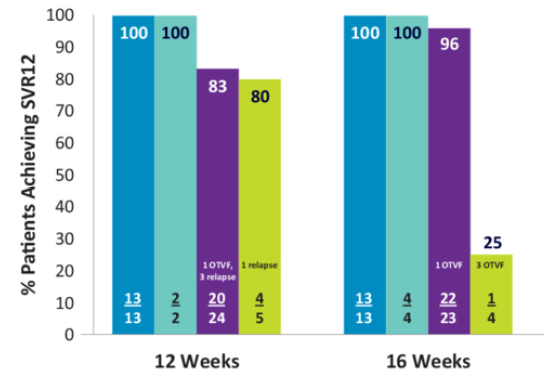 % Patients Achieving SVR12
100
90
80
70
60
50
40
30
20
10
0
100 100 83 80
100 100 96 25
1 OTVF, 1 relapse
3 relapse
1 OTVF 3 OTVF
13 2 20 4
13 2 24 5
13 4 22 1
13 4 23 4
12 Weeks 16 Weeks